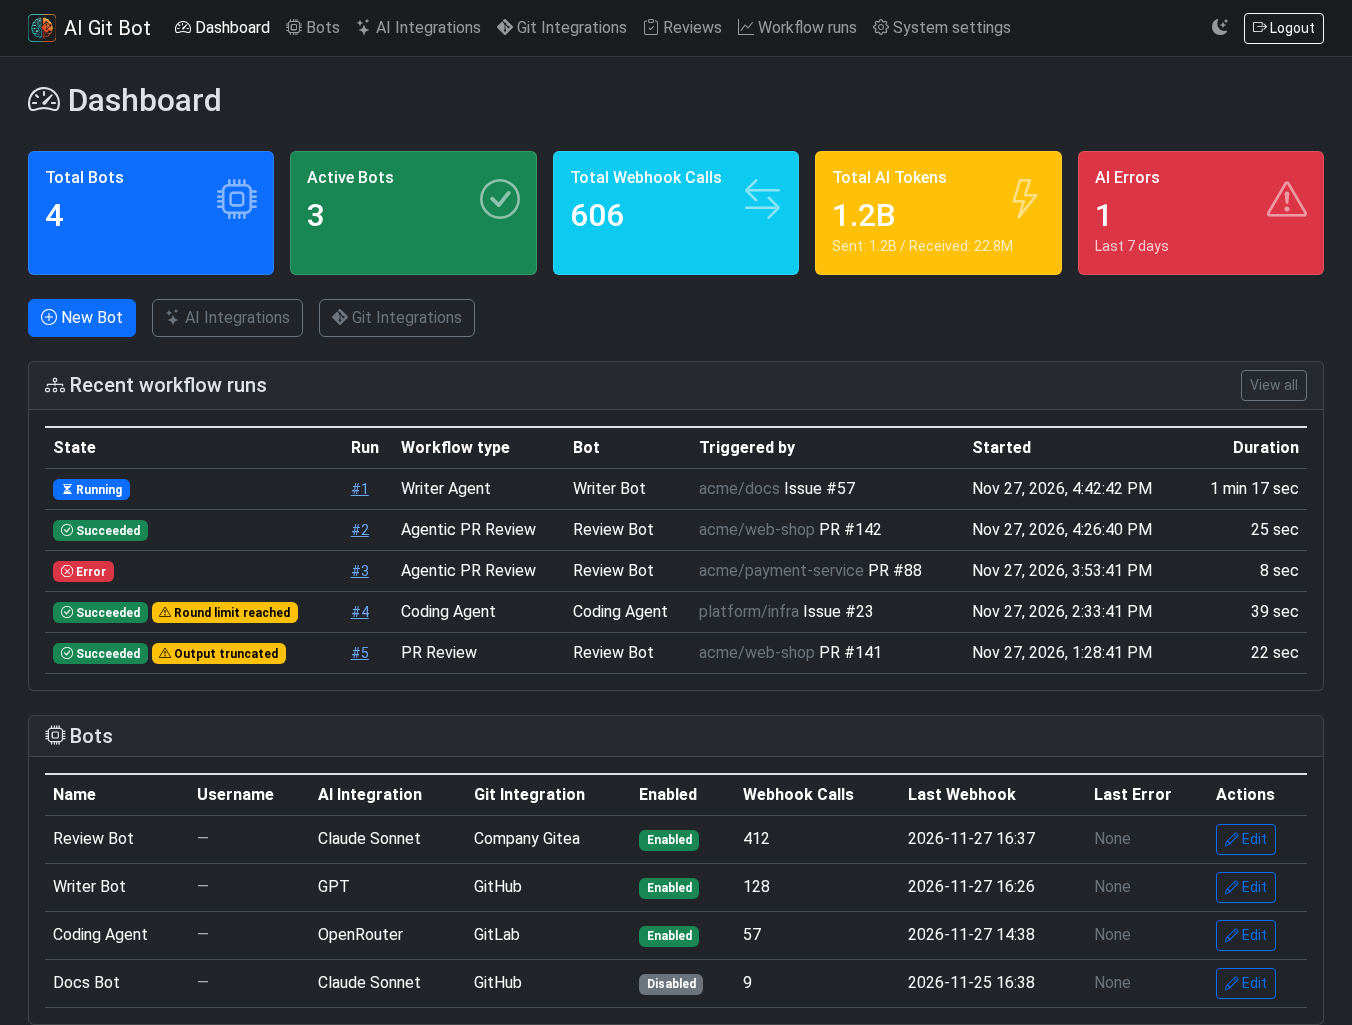 AI Git Bot Dashboard Bots AI Integrations Git Integrations Reviews Workflow runs System settings Logout
Dashboard
Total Bots
4
Active Bots
3
Total Webhook Calls
606
Total AI Tokens
1.2B
Sent: 1.2B / Received: 22.8M
AI Errors
1
Last 7 days
New Bot AI Integrations Git Integrations
Recent workflow runs View all
State Run Workflow type Bot Triggered by Started Duration
Running #1 Writer Agent Writer Bot acme/docs Issue #57 Nov 27, 2026, 4:42:42 PM 1 min 17 sec
Succeeded #2 Agentic PR Review Review Bot acme/web-shop PR #142 Nov 27, 2026, 4:26:40 PM 25 sec
Error #3 Agentic PR Review Review Bot acme/payment-service PR #88 Nov 27, 2026, 3:53:41 PM 8 sec
Succeeded Round limit reached #4 Coding Agent Coding Agent platform/infra Issue #23 Nov 27, 2026, 2:33:41 PM 39 sec
Succeeded Output truncated #5 PR Review Review Bot acme/web-shop PR #141 Nov 27, 2026, 1:28:41 PM 22 sec
Bots
Name Username AI Integration Git Integration Enabled Webhook Calls Last Webhook Last Error Actions
Review Bot — Claude Sonnet Company Gitea Enabled 412 2026-11-27 16:37 None Edit
Writer Bot — GPT GitHub Enabled 128 2026-11-27 16:26 None Edit
Coding Agent — OpenRouter GitLab Enabled 57 2026-11-27 14:38 None Edit
Docs Bot — Claude Sonnet GitHub Disabled 9 2026-11-25 16:38 None Edit